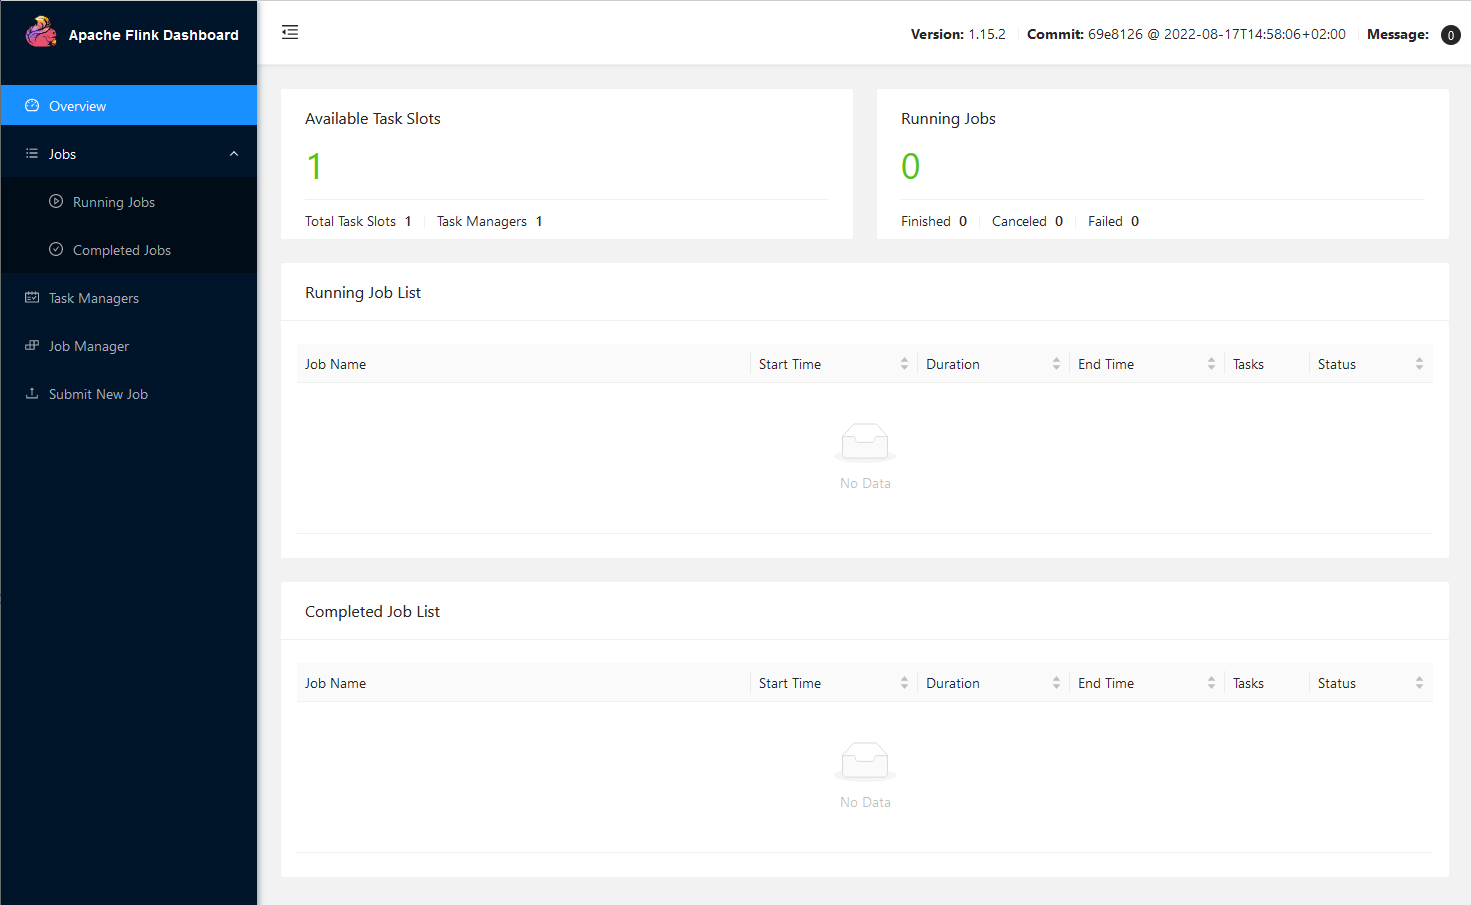 Apache Flink Dashboard
Version: 1.15.2 Commit: 69e8126 @ 2022-08-17T14:58:06+02:00 Message: 0
Overview
Jobs
Running Jobs
Completed Jobs
Task Managers
Job Manager
Submit New Job
Available Task Slots
1
Total Task Slots 1 Task Managers 1
Running Jobs
0
Finished 0 Canceled 0 Failed 0
Running Job List
Job Name Start Time Duration End Time Tasks Status
No Data
Completed Job List
Job Name Start Time Duration End Time Tasks Status
No Data